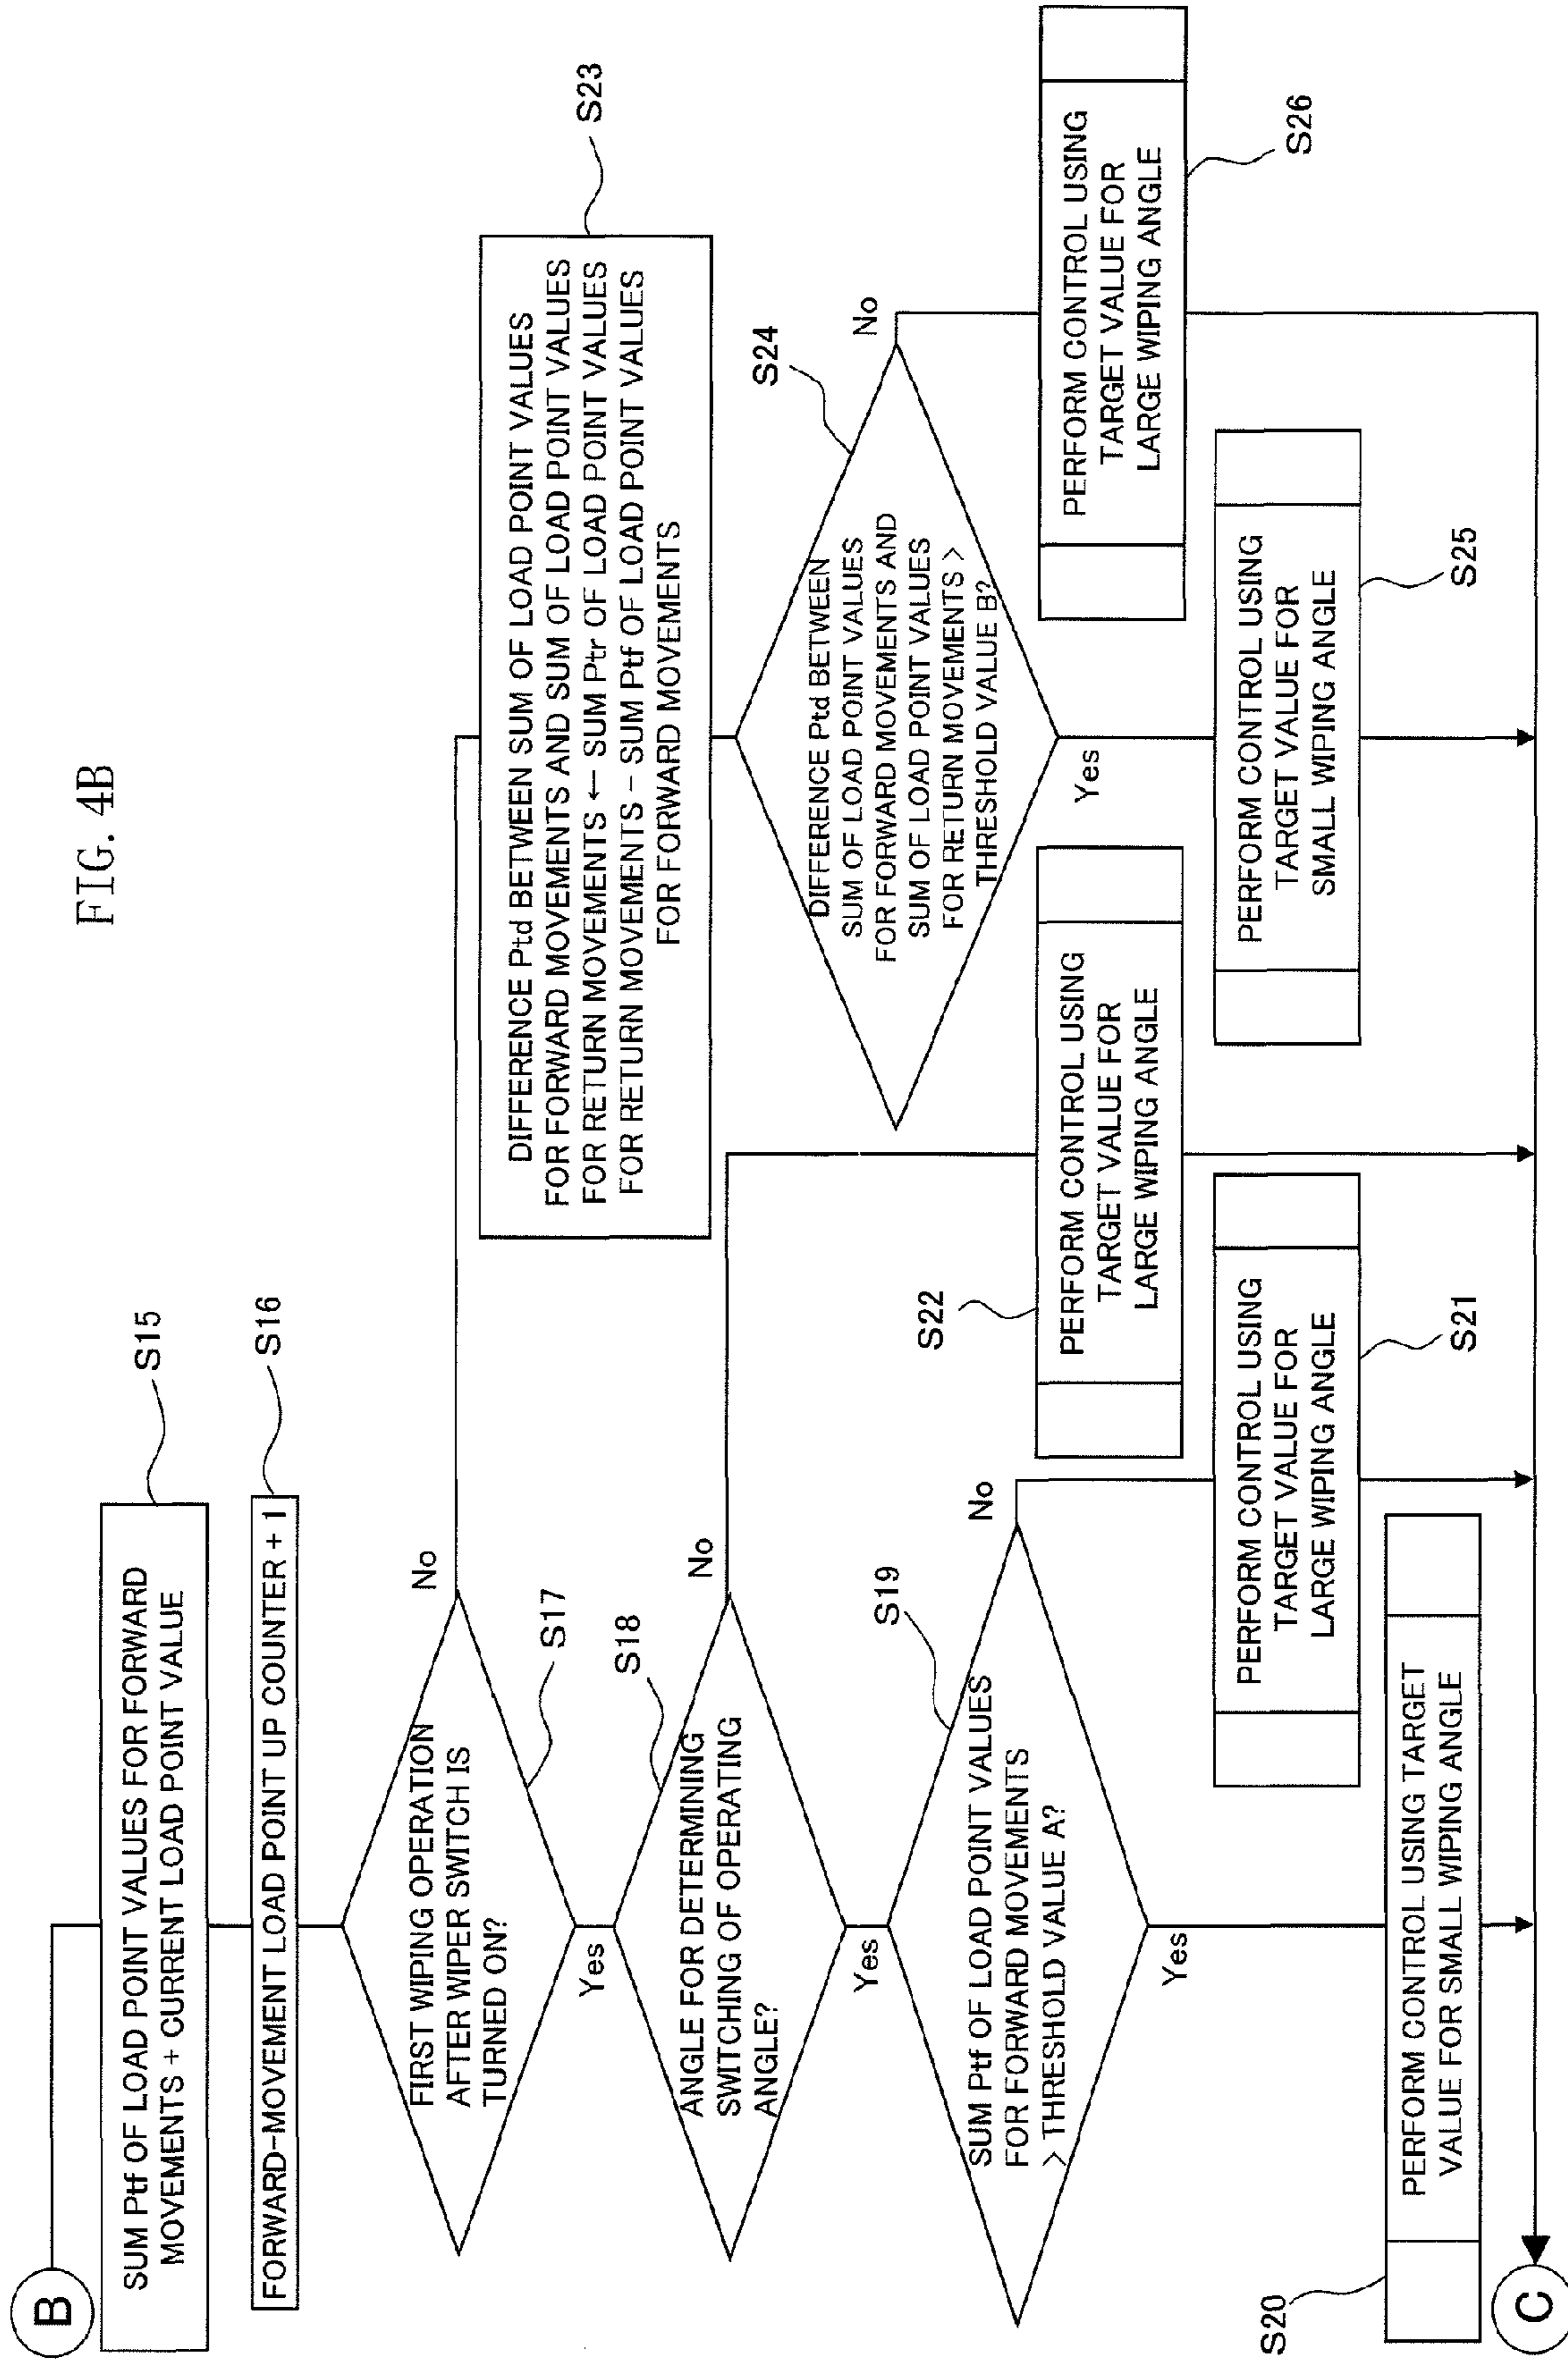 FIG. 4B
B
SUM Ptf OF LOAD POINT VALUES FOR FORWARD
MOVEMENTS + CURRENT LOAD POINT VALUE
S15
FORWARD-MOVEMENT LOAD POINT UP COUNTER + 1
S16
FIRST WIPING OPERATION
AFTER WIPER SWITCH IS
TURNED ON?
S17
No
Yes
ANGLE FOR DETERMINING
SWITCHING OF OPERATING
ANGLE?
S18
No
Yes
SUM Ptf OF LOAD POINT VALUES
FOR FORWARD MOVEMENTS
> THRESHOLD VALUE A?
S19
No
Yes
PERFORM CONTROL USING TARGET
VALUE FOR SMALL WIPING ANGLE
S20
PERFORM CONTROL USING
TARGET VALUE FOR
LARGE WIPING ANGLE
S21
PERFORM CONTROL USING
TARGET VALUE FOR
LARGE WIPING ANGLE
S22
DIFFERENCE Ptd BETWEEN SUM OF LOAD POINT VALUES
FOR FORWARD MOVEMENTS AND SUM OF LOAD POINT VALUES
FOR RETURN MOVEMENTS ← SUM Ptr OF LOAD POINT VALUES
FOR RETURN MOVEMENTS − SUM Ptf OF LOAD POINT VALUES
FOR FORWARD MOVEMENTS
S23
DIFFERENCE Ptd BETWEEN
SUM OF LOAD POINT VALUES
FOR FORWARD MOVEMENTS AND
SUM OF LOAD POINT VALUES
FOR RETURN MOVEMENTS >
THRESHOLD VALUE B?
S24
No
Yes
PERFORM CONTROL USING
TARGET VALUE FOR
SMALL WIPING ANGLE
S25
PERFORM CONTROL USING
TARGET VALUE FOR
LARGE WIPING ANGLE
S26
C